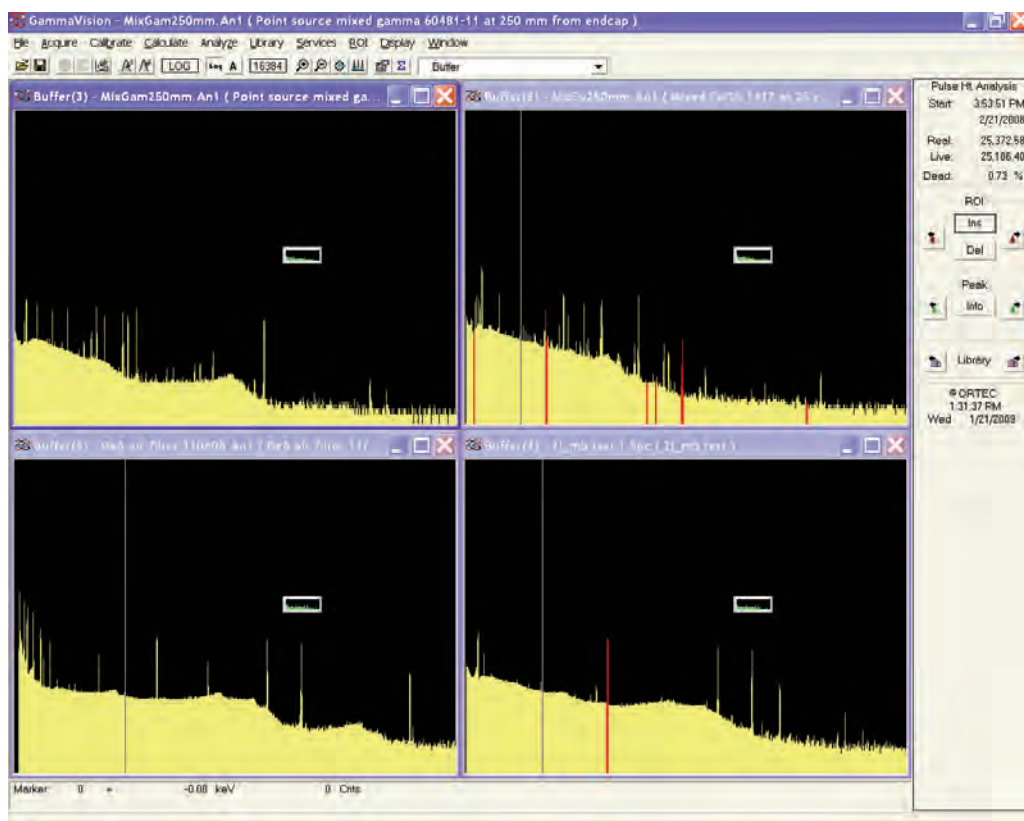 GammaVision - MixGam250mm.An1 ( Point source mixed gamma 60481-11 at 250 mm from endcap )
File Acquire Calibrate Calculate Analyze Library Services ROI Display Window
LOG Log A 16384 Σ Buffer
Buffer(3) - MixGam250mm.An1 ( Point source mixed ga...
Pulse Ht. Analysis
Start: 3:53:51 PM
2/21/2008
Real: 25,372.58
Live: 25,186.40
Dead: 0.73 %
ROI
Ins
Del
Peak
Info
Library
© ORTEC
1:31:37 PM
Wed 1/21/2009
Marker: 0 = -0.08 keV 0 Cnts